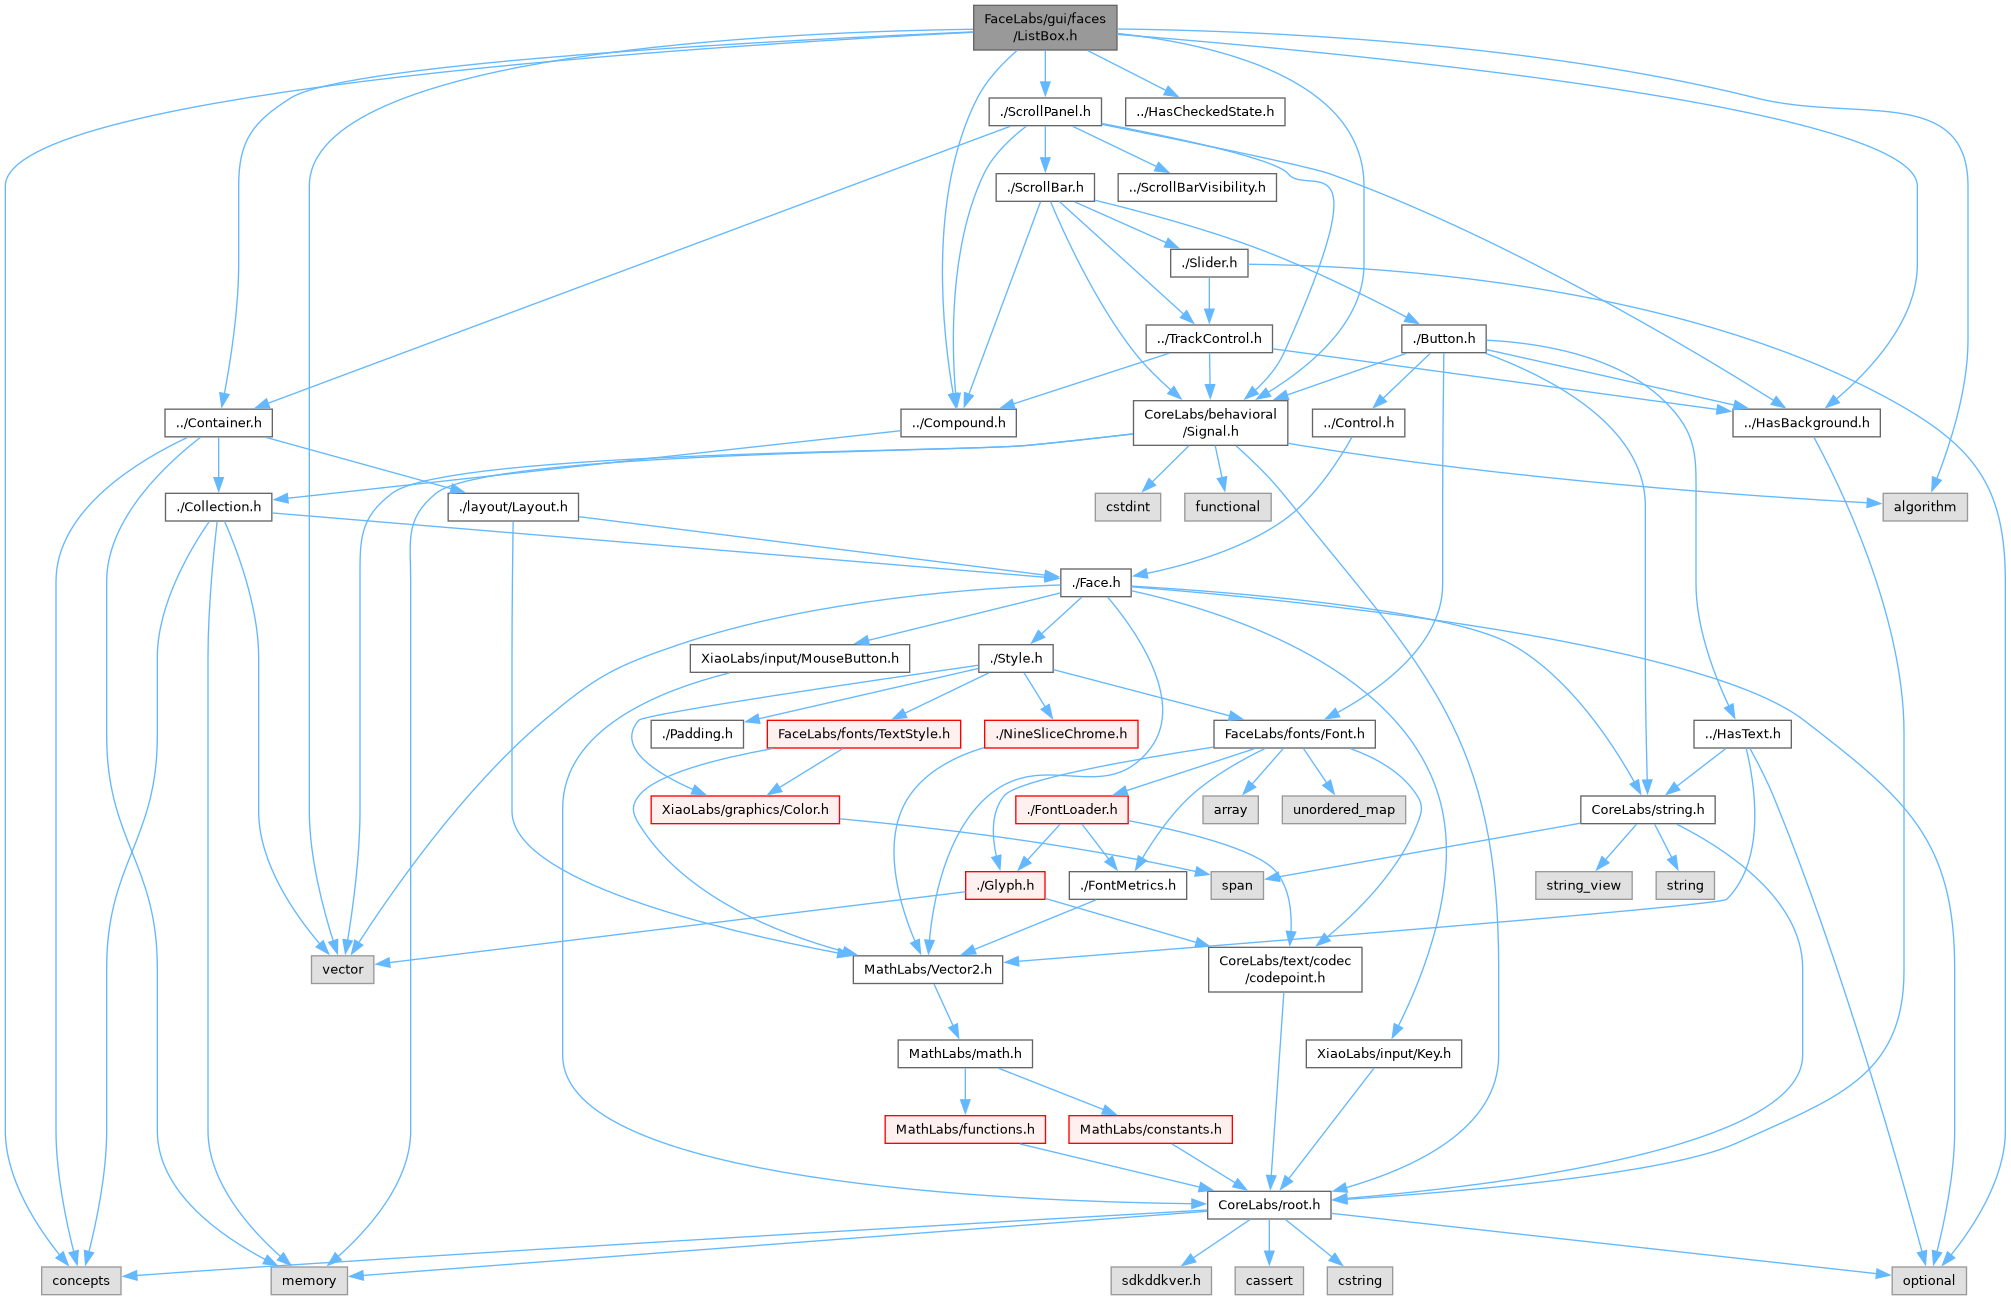 FaceLabs/gui/faces
/ListBox.h
./ScrollPanel.h
../HasCheckedState.h
./ScrollBar.h
../ScrollBarVisibility.h
./Slider.h
../TrackControl.h
./Button.h
../Container.h
../Compound.h
CoreLabs/behavioral
/Signal.h
../Control.h
../HasBackground.h
./Collection.h
./layout/Layout.h
cstdint
functional
algorithm
./Face.h
XiaoLabs/input/MouseButton.h
./Style.h
./Padding.h
FaceLabs/fonts/TextStyle.h
./NineSliceChrome.h
FaceLabs/fonts/Font.h
../HasText.h
XiaoLabs/graphics/Color.h
./FontLoader.h
array
unordered_map
CoreLabs/string.h
./Glyph.h
./FontMetrics.h
span
string_view
string
vector
MathLabs/Vector2.h
CoreLabs/text/codec
/codepoint.h
MathLabs/math.h
XiaoLabs/input/Key.h
MathLabs/functions.h
MathLabs/constants.h
CoreLabs/root.h
concepts
memory
sdkddkver.h
cassert
cstring
optional